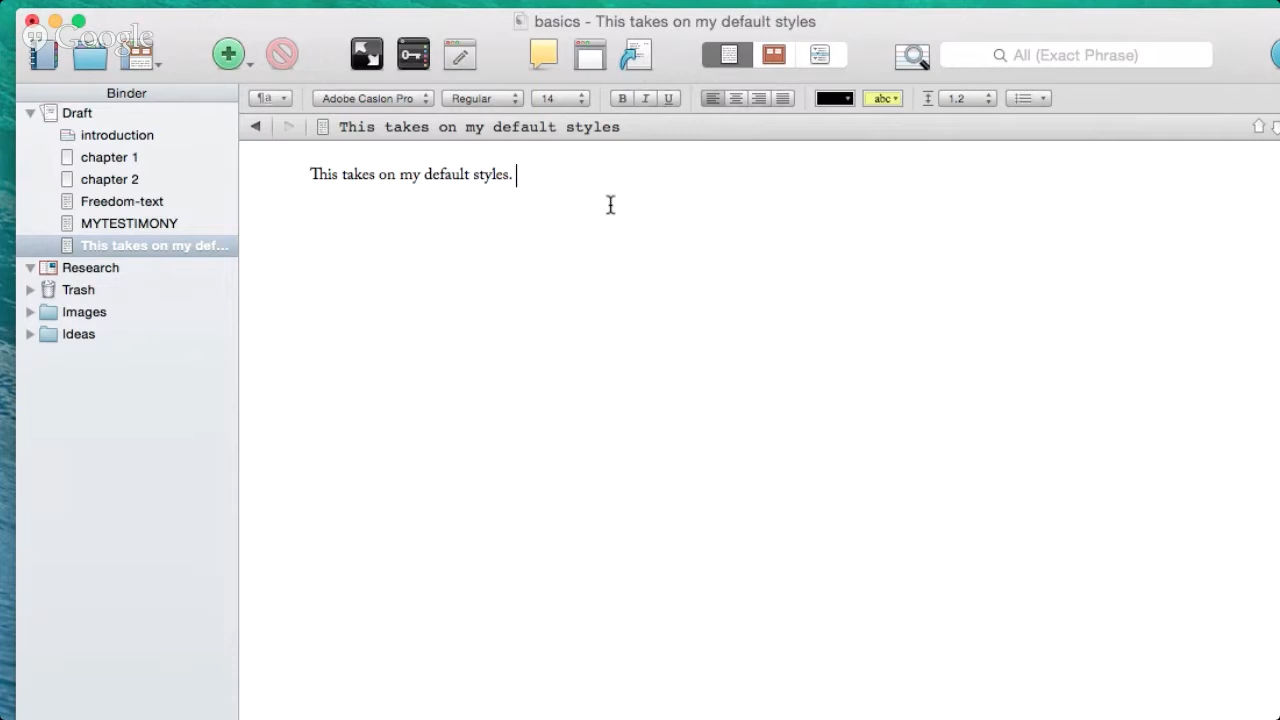 basics - This takes on my default styles
Google
All (Exact Phrase)
Binder
¶a
Adobe Caslon Pro
Regular
14
B
I
U
abc
1.2
Draft
introduction
chapter 1
chapter 2
Freedom-text
MYTESTIMONY
This takes on my def...
Research
Trash
Images
Ideas
This takes on my default styles
This takes on my default styles.